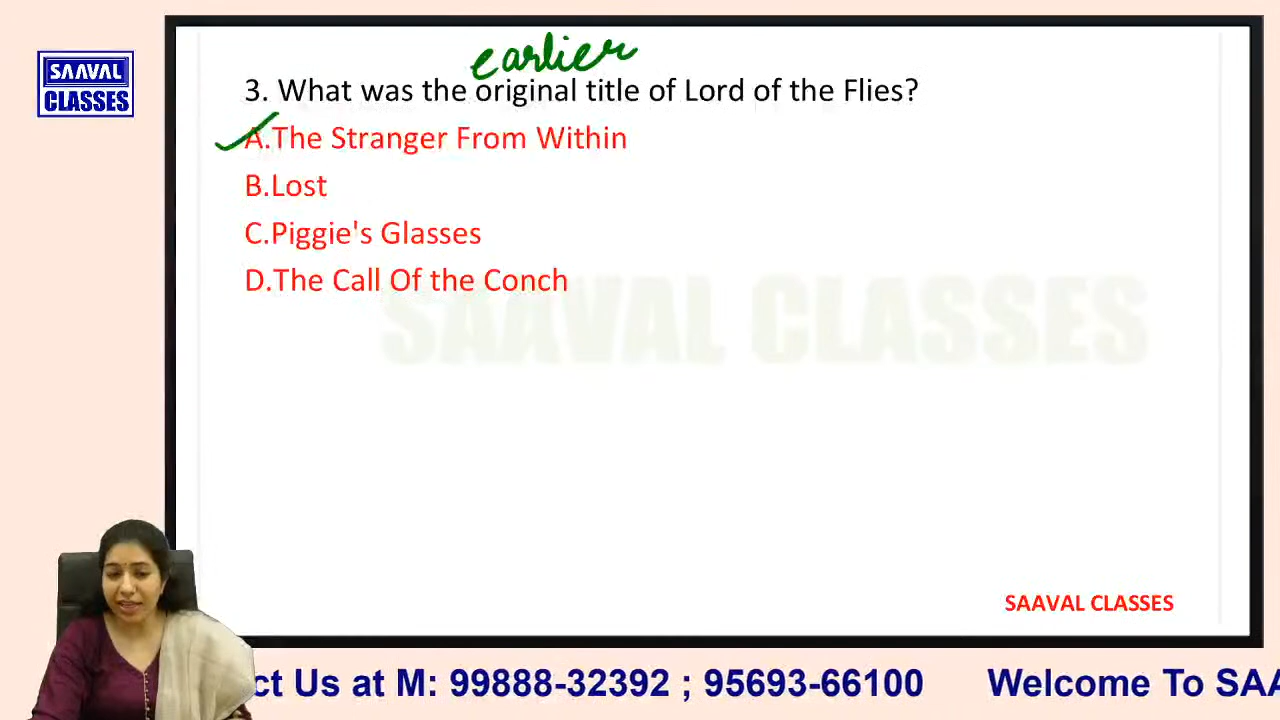 SAAVAL
CLASSES
earlier
3. What was the original title of Lord of the Flies?
A.The Stranger From Within
B.Lost
C.Piggie's Glasses
D.The Call Of the Conch
SAAVAL CLASSES
SAAVAL CLASSES
ct Us at M: 99888-32392 ; 95693-66100 Welcome To SAA